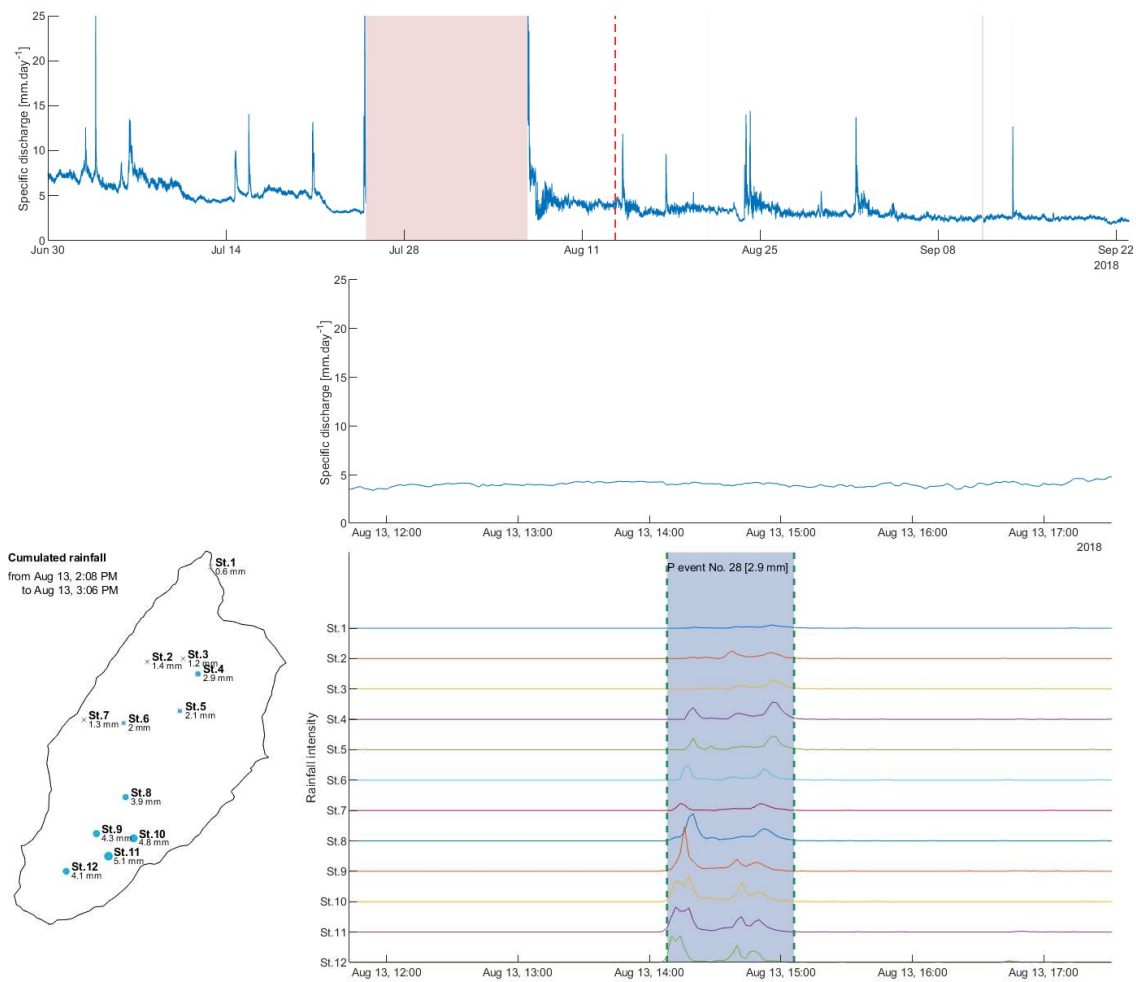 25
20
15
10
5
0
Specific discharge [mm.day-1]
Jun 30
Jul 14
Jul 28
Aug 11
Aug 25
Sep 08
Sep 22
2018
25
20
15
10
5
0
Specific discharge [mm.day-1]
Aug 13, 12:00
Aug 13, 13:00
Aug 13, 14:00
Aug 13, 15:00
Aug 13, 16:00
Aug 13, 17:00
2018
Cumulated rainfall
from Aug 13, 2:08 PM
to Aug 13, 3:06 PM
St.1
0.6 mm
St.2
1.4 mm
St.3
1.2 mm
St.4
2.9 mm
St.5
2.1 mm
St.7
1.3 mm
St.6
2 mm
St.8
3.9 mm
St.9
4.3 mm
St.10
4.8 mm
St.11
5.1 mm
St.12
4.1 mm
P event No. 28 [2.9 mm]
Rainfall intensity
St.1
St.2
St.3
St.4
St.5
St.6
St.7
St.8
St.9
St.10
St.11
St.12
Aug 13, 12:00
Aug 13, 13:00
Aug 13, 14:00
Aug 13, 15:00
Aug 13, 16:00
Aug 13, 17:00